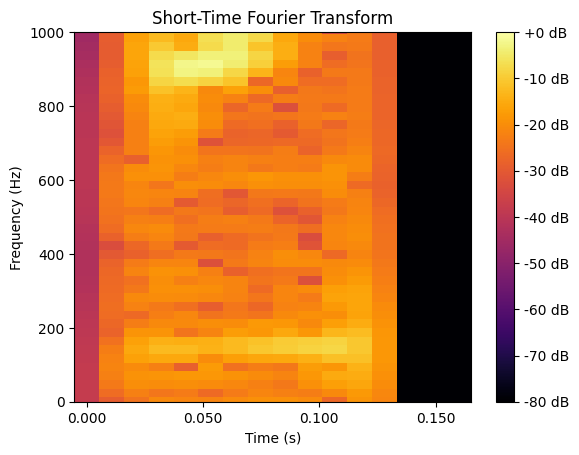 Short-Time Fourier Transform
1000
800
600
400
200
0
Frequency (Hz)
0.000
0.050
0.100
0.150
Time (s)
+0 dB
-10 dB
-20 dB
-30 dB
-40 dB
-50 dB
-60 dB
-70 dB
-80 dB